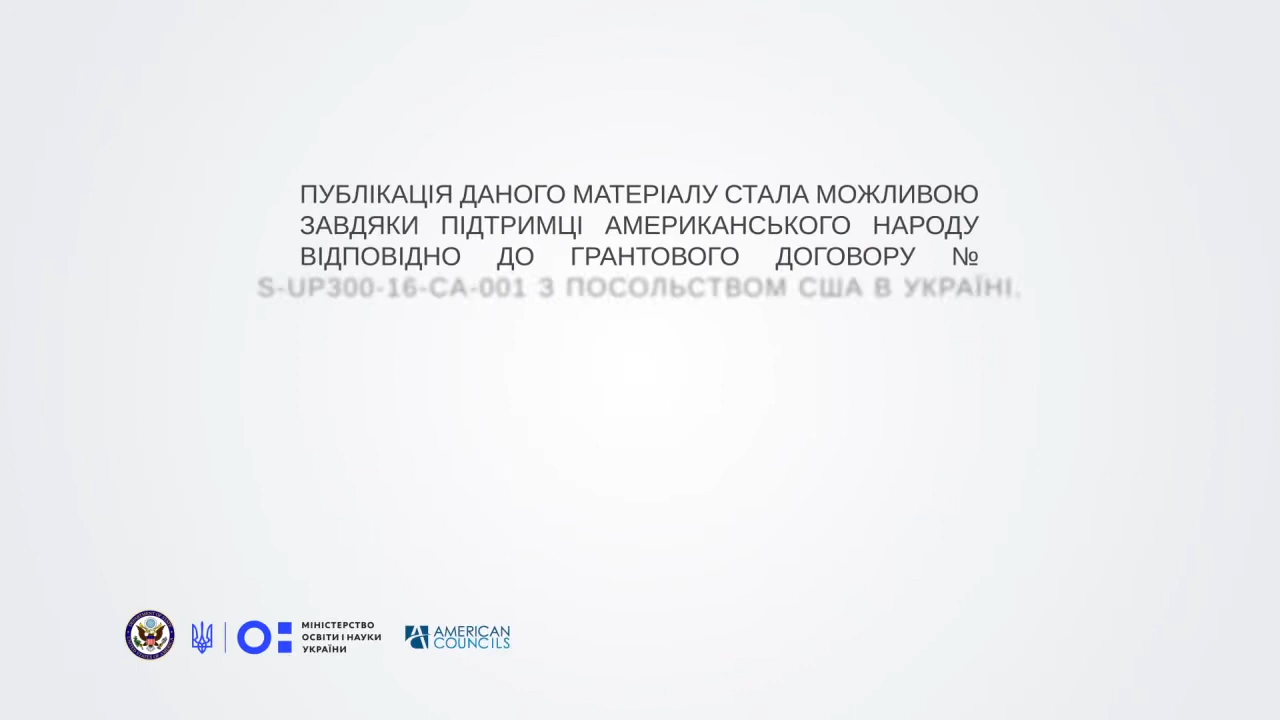 ПУБЛІКАЦІЯ ДАНОГО МАТЕРІАЛУ СТАЛА МОЖЛИВОЮ
ЗАВДЯКИ ПІДТРИМЦІ АМЕРИКАНСЬКОГО НАРОДУ
ВІДПОВІДНО ДО ГРАНТОВОГО ДОГОВОРУ №
S-UP300-16-CA-001 З ПОСОЛЬСТВОМ США В УКРАЇНІ.
МІНІСТЕРСТВО
ОСВІТИ І НАУКИ
УКРАЇНИ
AMERICAN
COUNCILS